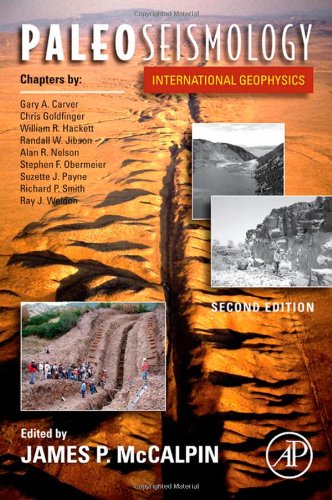 PALEOSEISMOLOGY
INTERNATIONAL GEOPHYSICS
Chapters by:
Gary A. Carver
Chris Goldfinger
William R. Hackett
Randall W. Jibson
Alan R. Nelson
Stephen F. Obermeier
Suzette J. Payne
Richard P. Smith
Ray J. Weldon
SECOND EDITION
Edited by
JAMES P. McCALPIN
AP